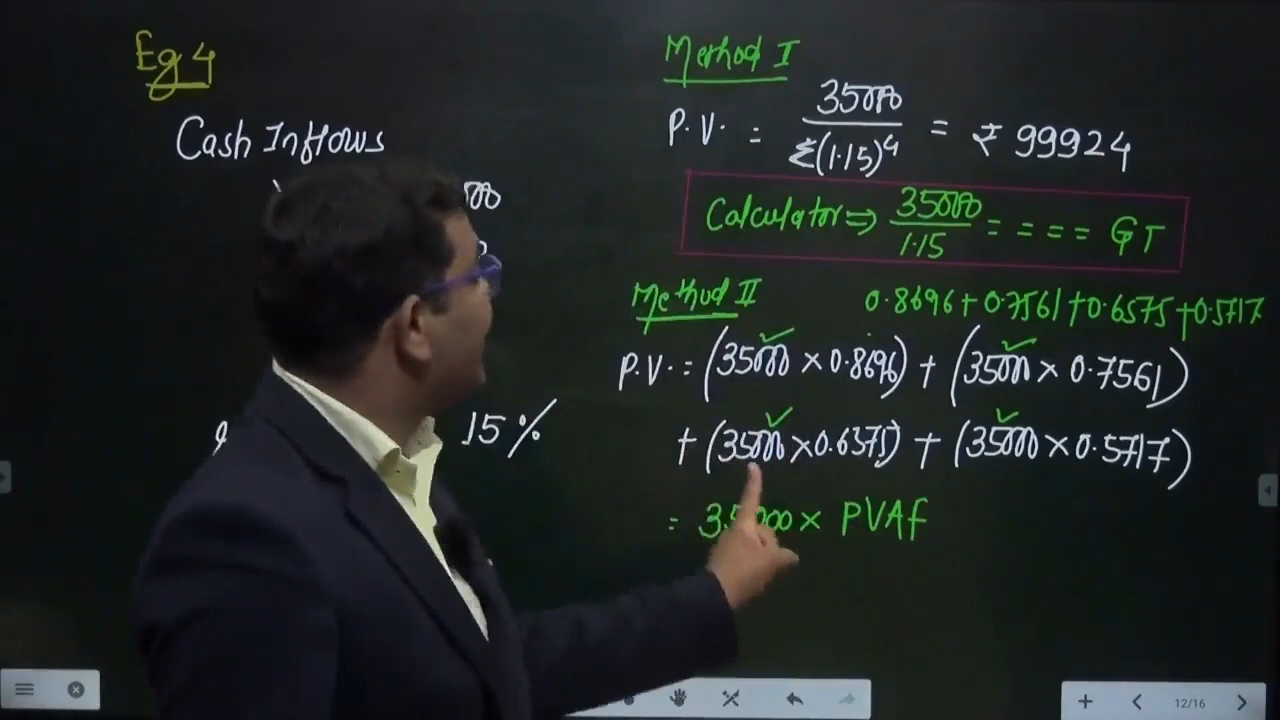 Eg 4
Cash Inflows
15%
Method I
P.V. = 35000 / Σ(1.15)^4 = ₹ 99924
Calculator ⇒ 35000 / 1.15 = = = = GT
Method II
0.8696 + 0.7561 + 0.6575 + 0.5717
P.V. = (35000 × 0.8696) + (35000 × 0.7561)
+ (35000 × 0.6575) + (35000 × 0.5717)
= 35000 × PVAf
12/16